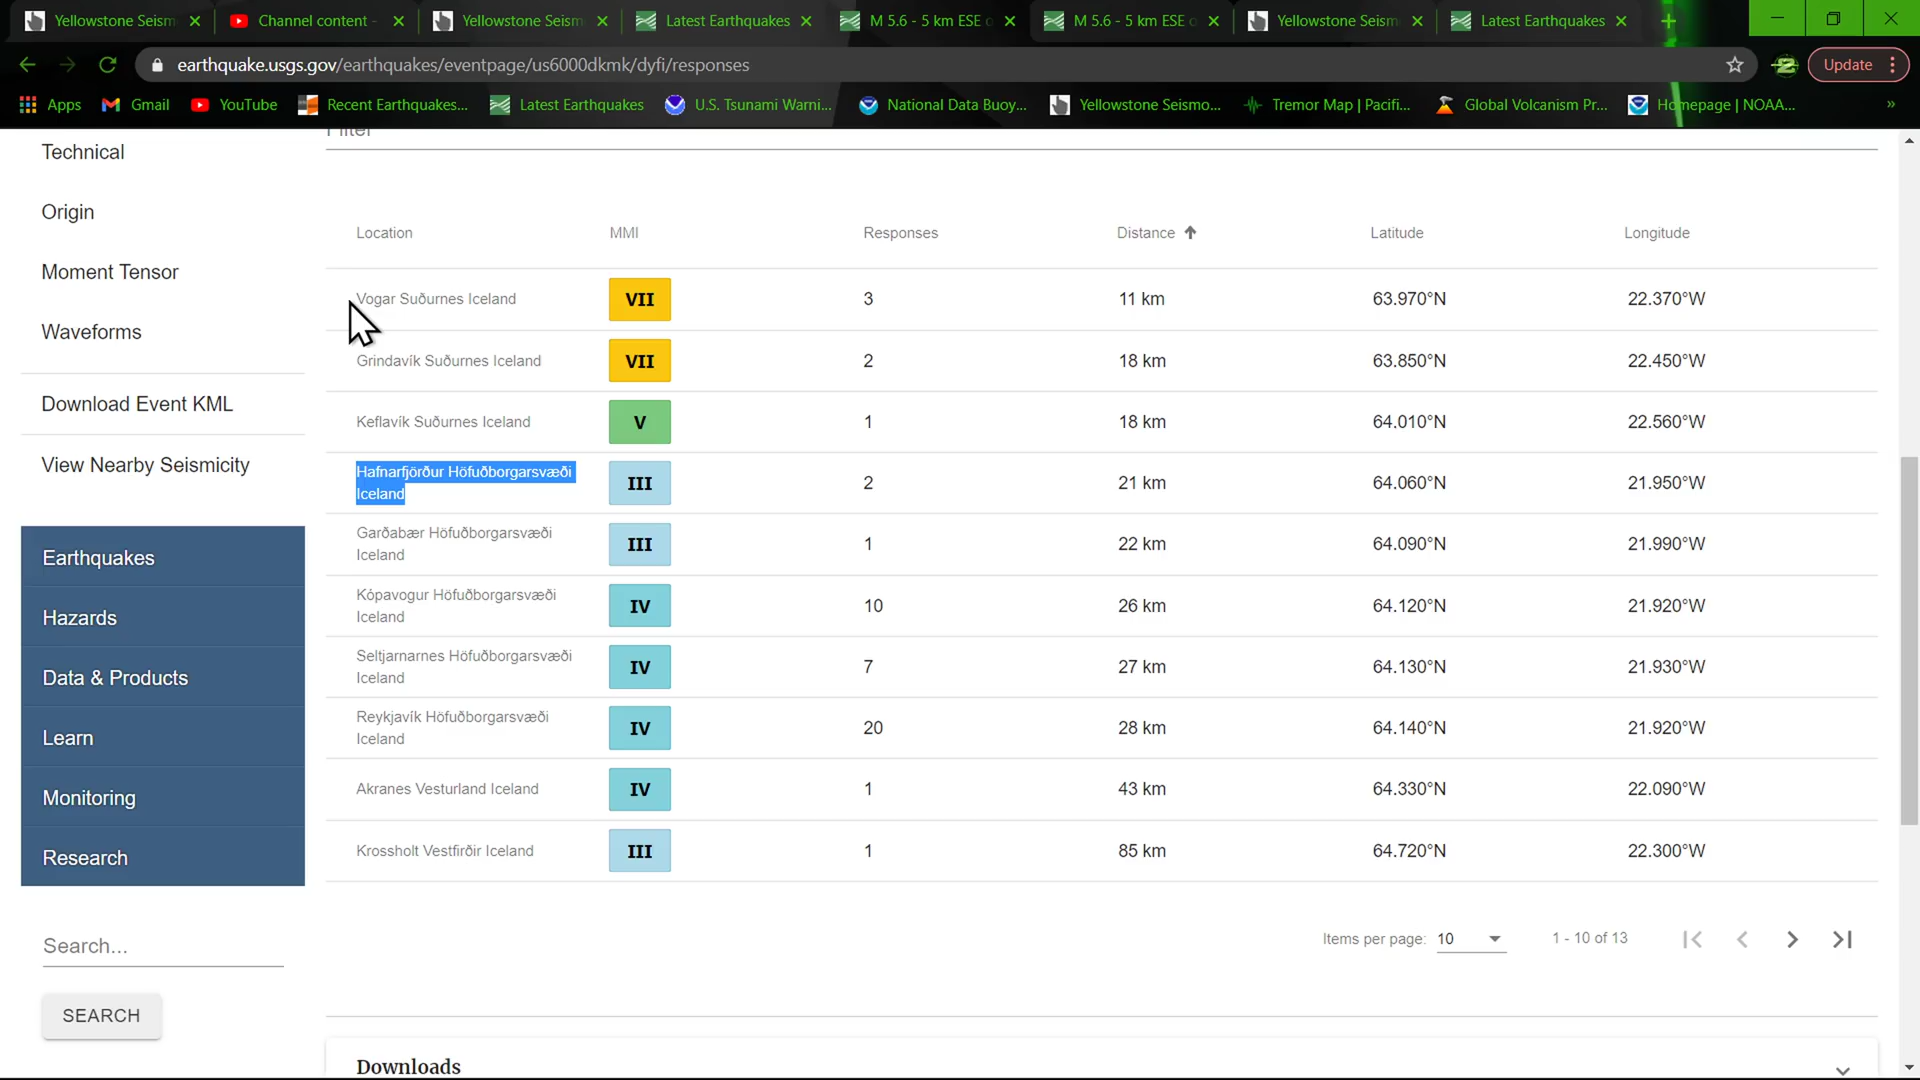 Yellowstone Seism
Channel content -
Yellowstone Seism
Latest Earthquakes
M 5.6 - 5 km ESE o
M 5.6 - 5 km ESE o
Yellowstone Seism
Latest Earthquakes
earthquake.usgs.gov/earthquakes/eventpage/us6000dkmk/dyfi/responses
Update
Apps
Gmail
YouTube
Recent Earthquakes...
Latest Earthquakes
U.S. Tsunami Warni...
National Data Buoy...
Yellowstone Seismo...
Tremor Map | Pacifi...
Global Volcanism Pr...
Homepage | NOAA...
»
Filter
Technical
Origin
Moment Tensor
Waveforms
Download Event KML
View Nearby Seismicity
Earthquakes
Hazards
Data & Products
Learn
Monitoring
Research
Search...
SEARCH
Location MMI Responses Distance Latitude Longitude
Vogar Suðurnes Iceland VII 3 11 km 63.970°N 22.370°W
Grindavík Suðurnes Iceland VII 2 18 km 63.850°N 22.450°W
Keflavík Suðurnes Iceland V 1 18 km 64.010°N 22.560°W
Hafnarfjörður Höfuðborgarsvæði
Iceland III 2 21 km 64.060°N 21.950°W
Garðabær Höfuðborgarsvæði
Iceland III 1 22 km 64.090°N 21.990°W
Kópavogur Höfuðborgarsvæði
Iceland IV 10 26 km 64.120°N 21.920°W
Seltjarnarnes Höfuðborgarsvæði
Iceland IV 7 27 km 64.130°N 21.930°W
Reykjavík Höfuðborgarsvæði
Iceland IV 20 28 km 64.140°N 21.920°W
Akranes Vesturland Iceland IV 1 43 km 64.330°N 22.090°W
Krossholt Vestfirðir Iceland III 1 85 km 64.720°N 22.300°W
Items per page: 10 1 - 10 of 13
Downloads